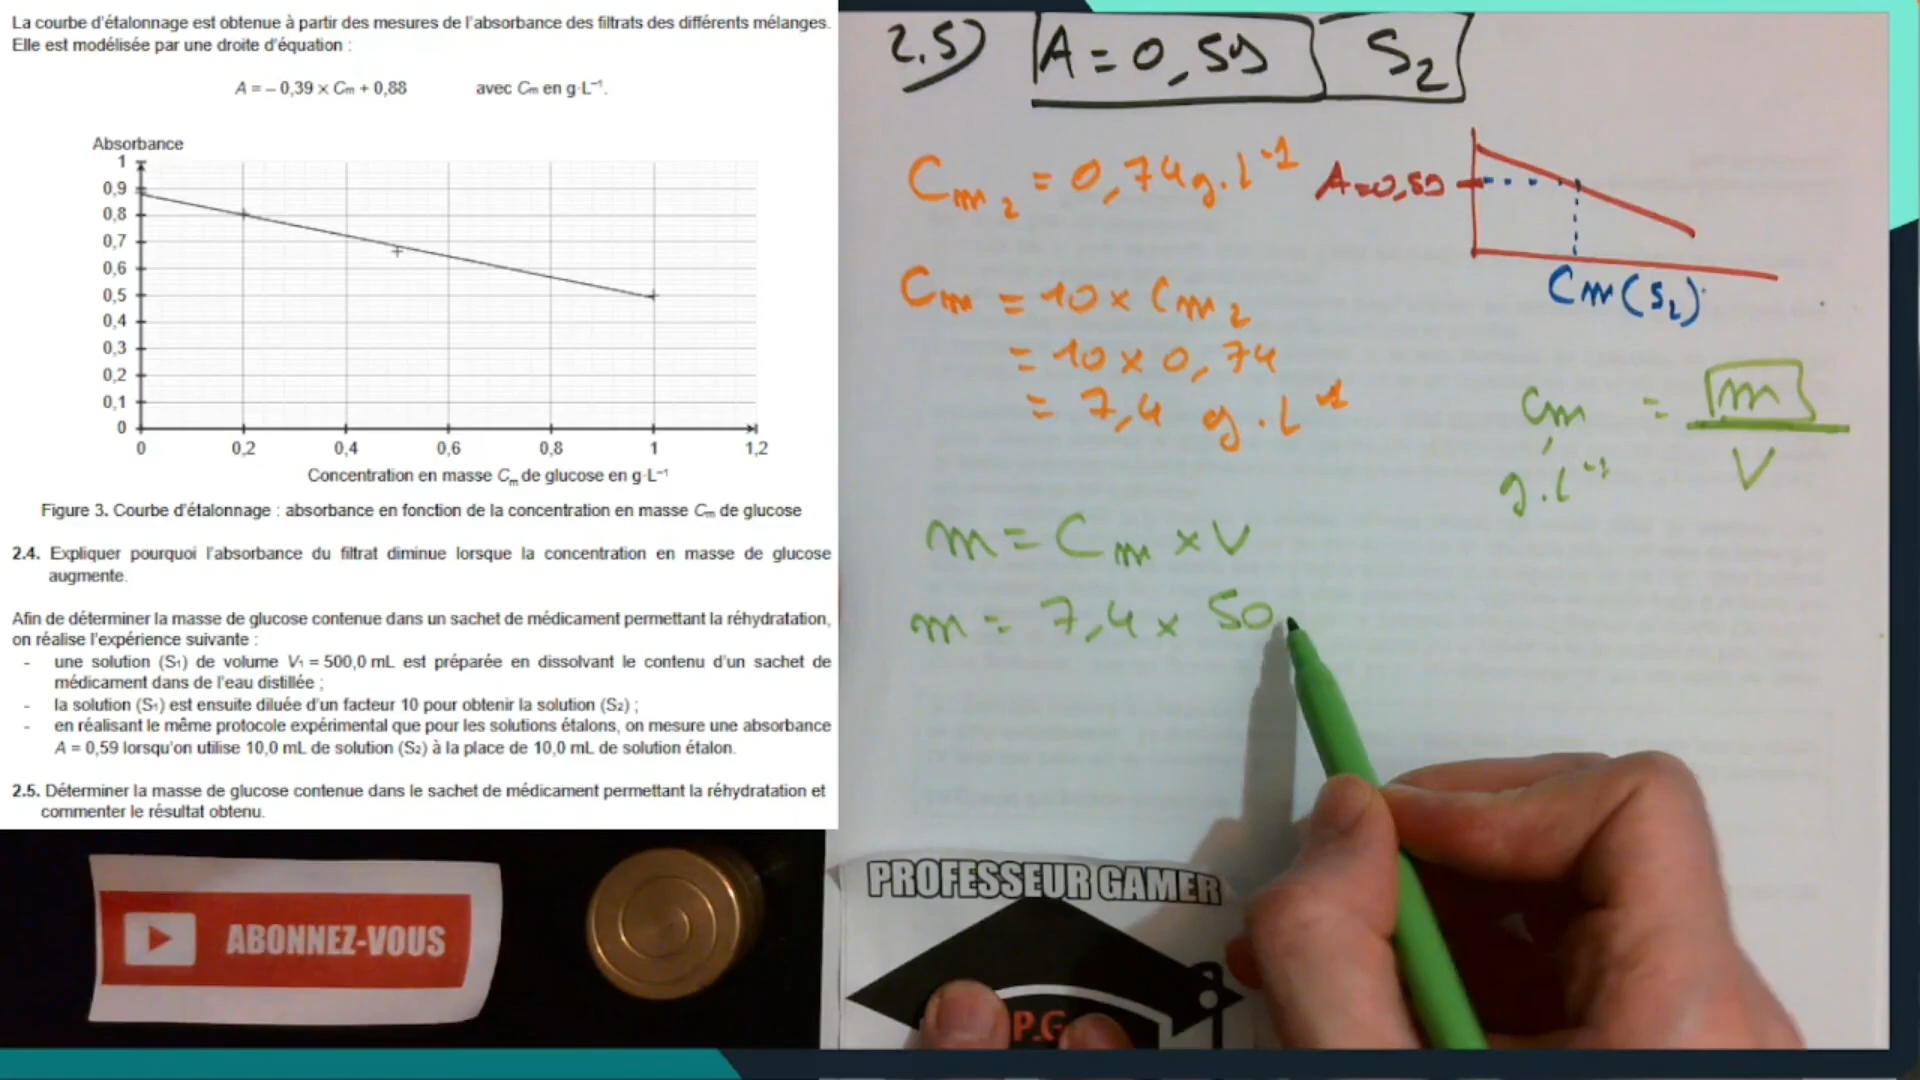 La courbe d'étalonnage est obtenue à partir des mesures de l'absorbance des filtrats des différents mélanges.
Elle est modélisée par une droite d'équation :
A = – 0,39 × Cm + 0,88 avec Cm en g·L⁻¹.
Absorbance
1
0,9
0,8
0,7
0,6
0,5
0,4
0,3
0,2
0,1
0
0 0,2 0,4 0,6 0,8 1 1,2
Concentration en masse Cm de glucose en g·L⁻¹
Figure 3. Courbe d'étalonnage : absorbance en fonction de la concentration en masse Cm de glucose
2.4. Expliquer pourquoi l'absorbance du filtrat diminue lorsque la concentration en masse de glucose
augmente.
Afin de déterminer la masse de glucose contenue dans un sachet de médicament permettant la réhydratation,
on réalise l'expérience suivante :
- une solution (S1) de volume V1 = 500,0 mL est préparée en dissolvant le contenu d'un sachet de
médicament dans de l'eau distillée ;
- la solution (S1) est ensuite diluée d'un facteur 10 pour obtenir la solution (S2) ;
- en réalisant le même protocole expérimental que pour les solutions étalons, on mesure une absorbance
A = 0,59 lorsqu'on utilise 10,0 mL de solution (S2) à la place de 10,0 mL de solution étalon.
2.5. Déterminer la masse de glucose contenue dans le sachet de médicament permettant la réhydratation et
commenter le résultat obtenu.
2.5) A = 0,59 S2
Cm2 = 0,74 g.l⁻¹
A=0,59
Cm(S2)
Cm = 10 × Cm2
= 10 × 0,74
= 7,4 g.L⁻¹
Cm = m
V
g.l⁻¹
m = Cm × V
m = 7,4 × 50
ABONNEZ-VOUS
PROFESSEUR GAMER
P.G